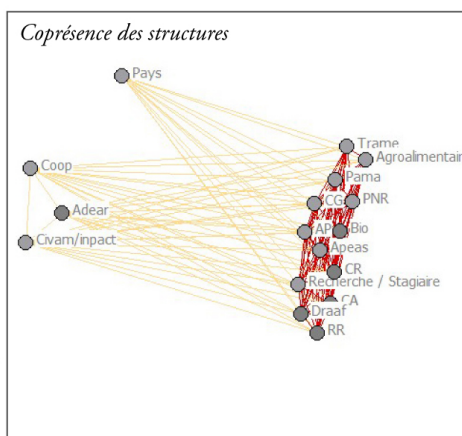 Coprésence des structures
Pays
Trame
Agroalimentair
Coop
Pama
CG
PNR
Adear
AP
Bio
Civam/inpact
Apeas
CR
Recherche / Stagiaire
CA
Draaf
RR